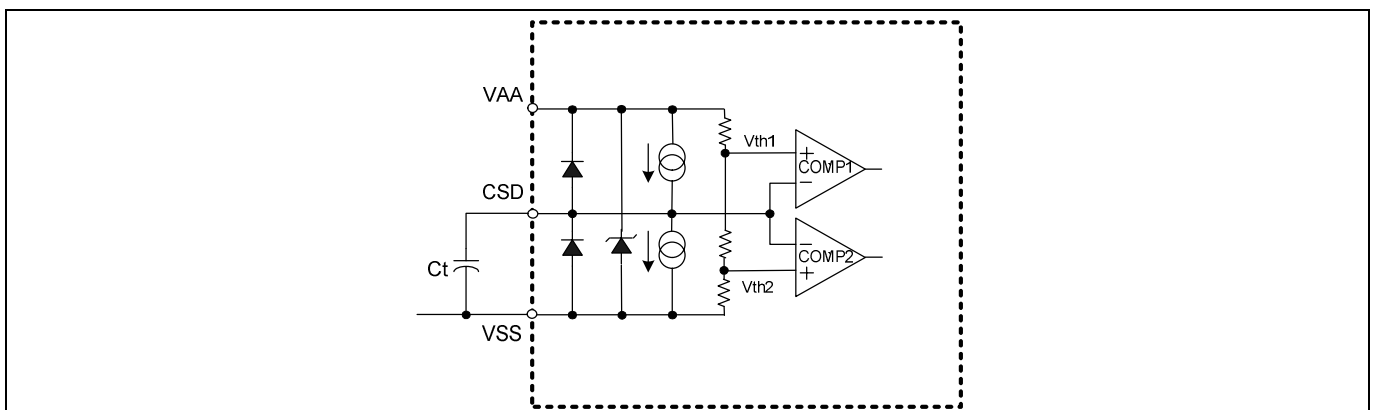 VAA
Vth1
+
COMP1
−
CSD
−
COMP2
+
Ct
Vth2
VSS